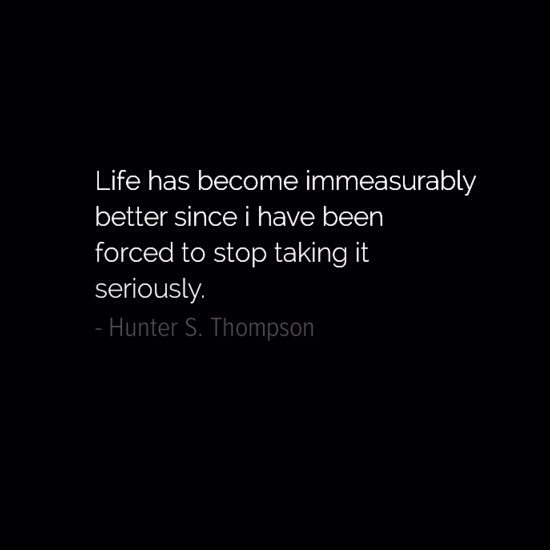 Life has become immeasurably
better since i have been
forced to stop taking it
seriously.
- Hunter S. Thompson